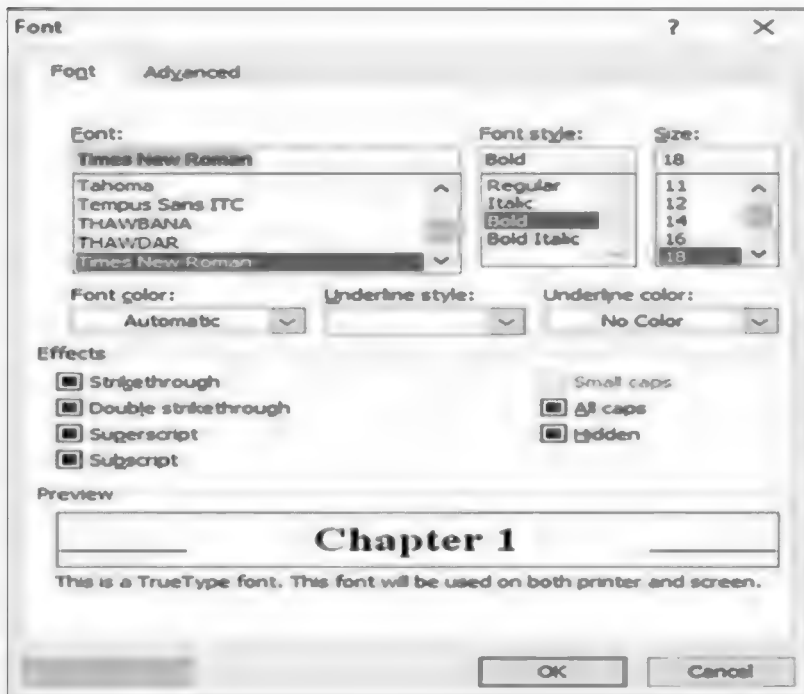 Font ? ×
Font Advanced
Font: Font style: Size:
Times New Roman Bold 18
Tahoma Regular 11
Tempus Sans ITC Italic 12
THAWBANA Bold 14
THAWDAR Bold Italic 16
Times New Roman 18
Font color: Underline style: Underline color:
Automatic No Color
Effects
Strikethrough Small caps
Double strikethrough All caps
Superscript Hidden
Subscript
Preview
Chapter 1
This is a TrueType font. This font will be used on both printer and screen.
OK Cancel